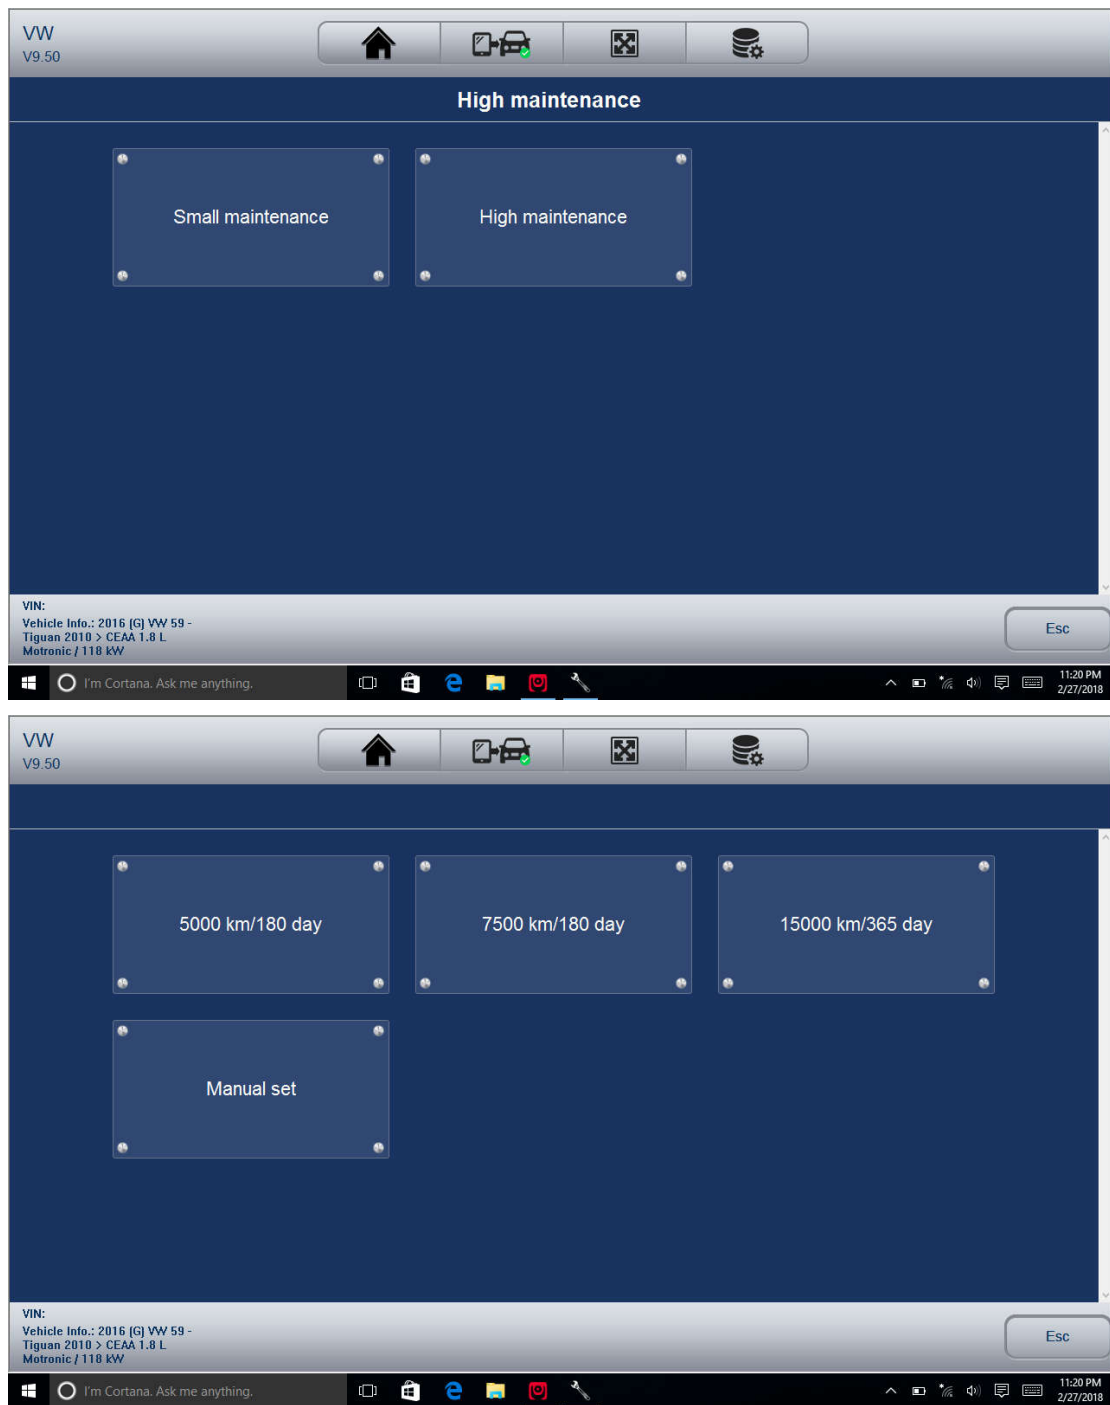 VW
V9.50
High maintenance
Small maintenance
High maintenance
VIN:
Vehicle Info.: 2016 (G) VW 59 -
Tiguan 2010 > CEAA 1.8 L
Motronic / 118 kW
Esc
I'm Cortana. Ask me anything.
11:20 PM
2/27/2018
VW
V9.50
5000 km/180 day
7500 km/180 day
15000 km/365 day
Manual set
VIN:
Vehicle Info.: 2016 (G) VW 59 -
Tiguan 2010 > CEAA 1.8 L
Motronic / 118 kW
Esc
I'm Cortana. Ask me anything.
11:20 PM
2/27/2018